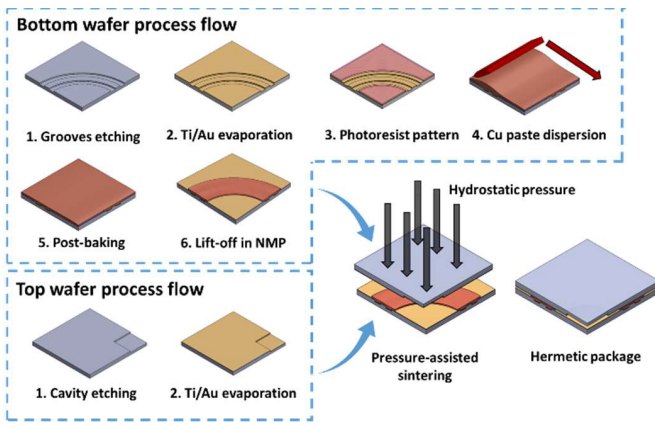 Bottom wafer process flow
1. Grooves etching
2. Ti/Au evaporation
3. Photoresist pattern
4. Cu paste dispersion
5. Post-baking
6. Lift-off in NMP
Hydrostatic pressure
Top wafer process flow
1. Cavity etching
2. Ti/Au evaporation
Pressure-assisted
sintering
Hermetic package